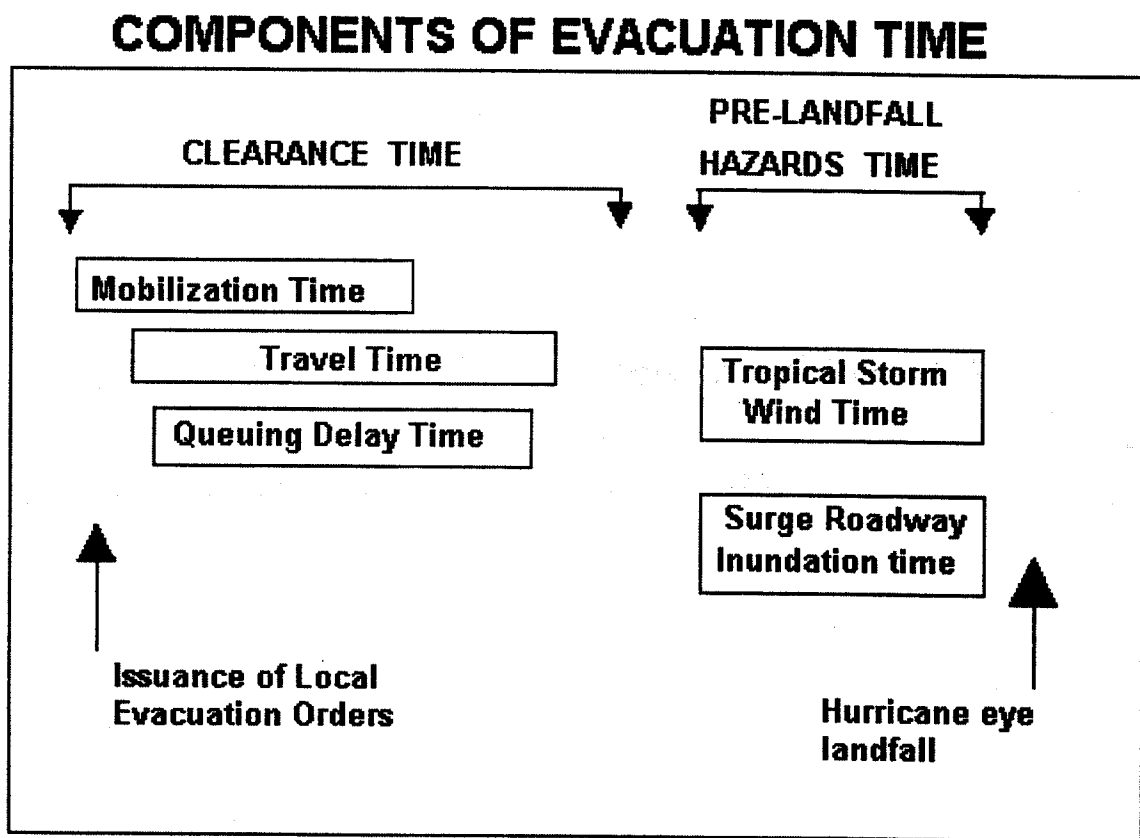 COMPONENTS OF EVACUATION TIME
CLEARANCE TIME
PRE-LANDFALL
HAZARDS TIME
Mobilization Time
Travel Time
Queuing Delay Time
Tropical Storm
Wind Time
Surge Roadway
Inundation time
Issuance of Local
Evacuation Orders
Hurricane eye
landfall